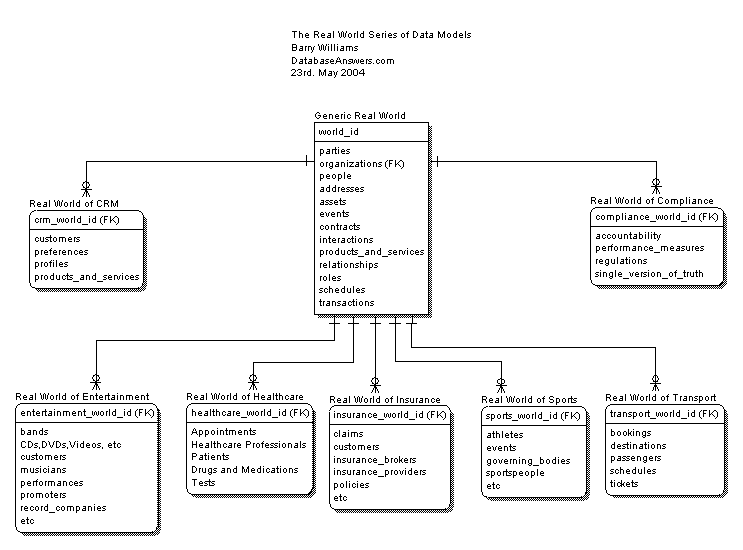 The Real World Series of Data Models
Barry Williams
DatabaseAnswers.com
23rd. May 2004
Generic Real World
world_id
parties
organizations (FK)
people
addresses
assets
events
contracts
interactions
products_and_services
relationships
roles
schedules
transactions
Real World of CRM
crm_world_id (FK)
customers
preferences
profiles
products_and_services
Real World of Compliance
compliance_world_id (FK)
accountability
performance_measures
regulations
single_version_of_truth
Real World of Entertainment
entertainment_world_id (FK)
bands
CDs,DVDs,Videos, etc
customers
musicians
performances
promoters
record_companies
etc
Real World of Healthcare
healthcare_world_id (FK)
Appointments
Healthcare Professionals
Patients
Drugs and Medications
Tests
Real World of Insurance
insurance_world_id (FK)
claims
customers
insurance_brokers
insurance_providers
policies
etc
Real World of Sports
sports_world_id (FK)
athletes
events
governing_bodies
sportspeople
etc
Real World of Transport
transport_world_id (FK)
bookings
destinations
passengers
schedules
tickets